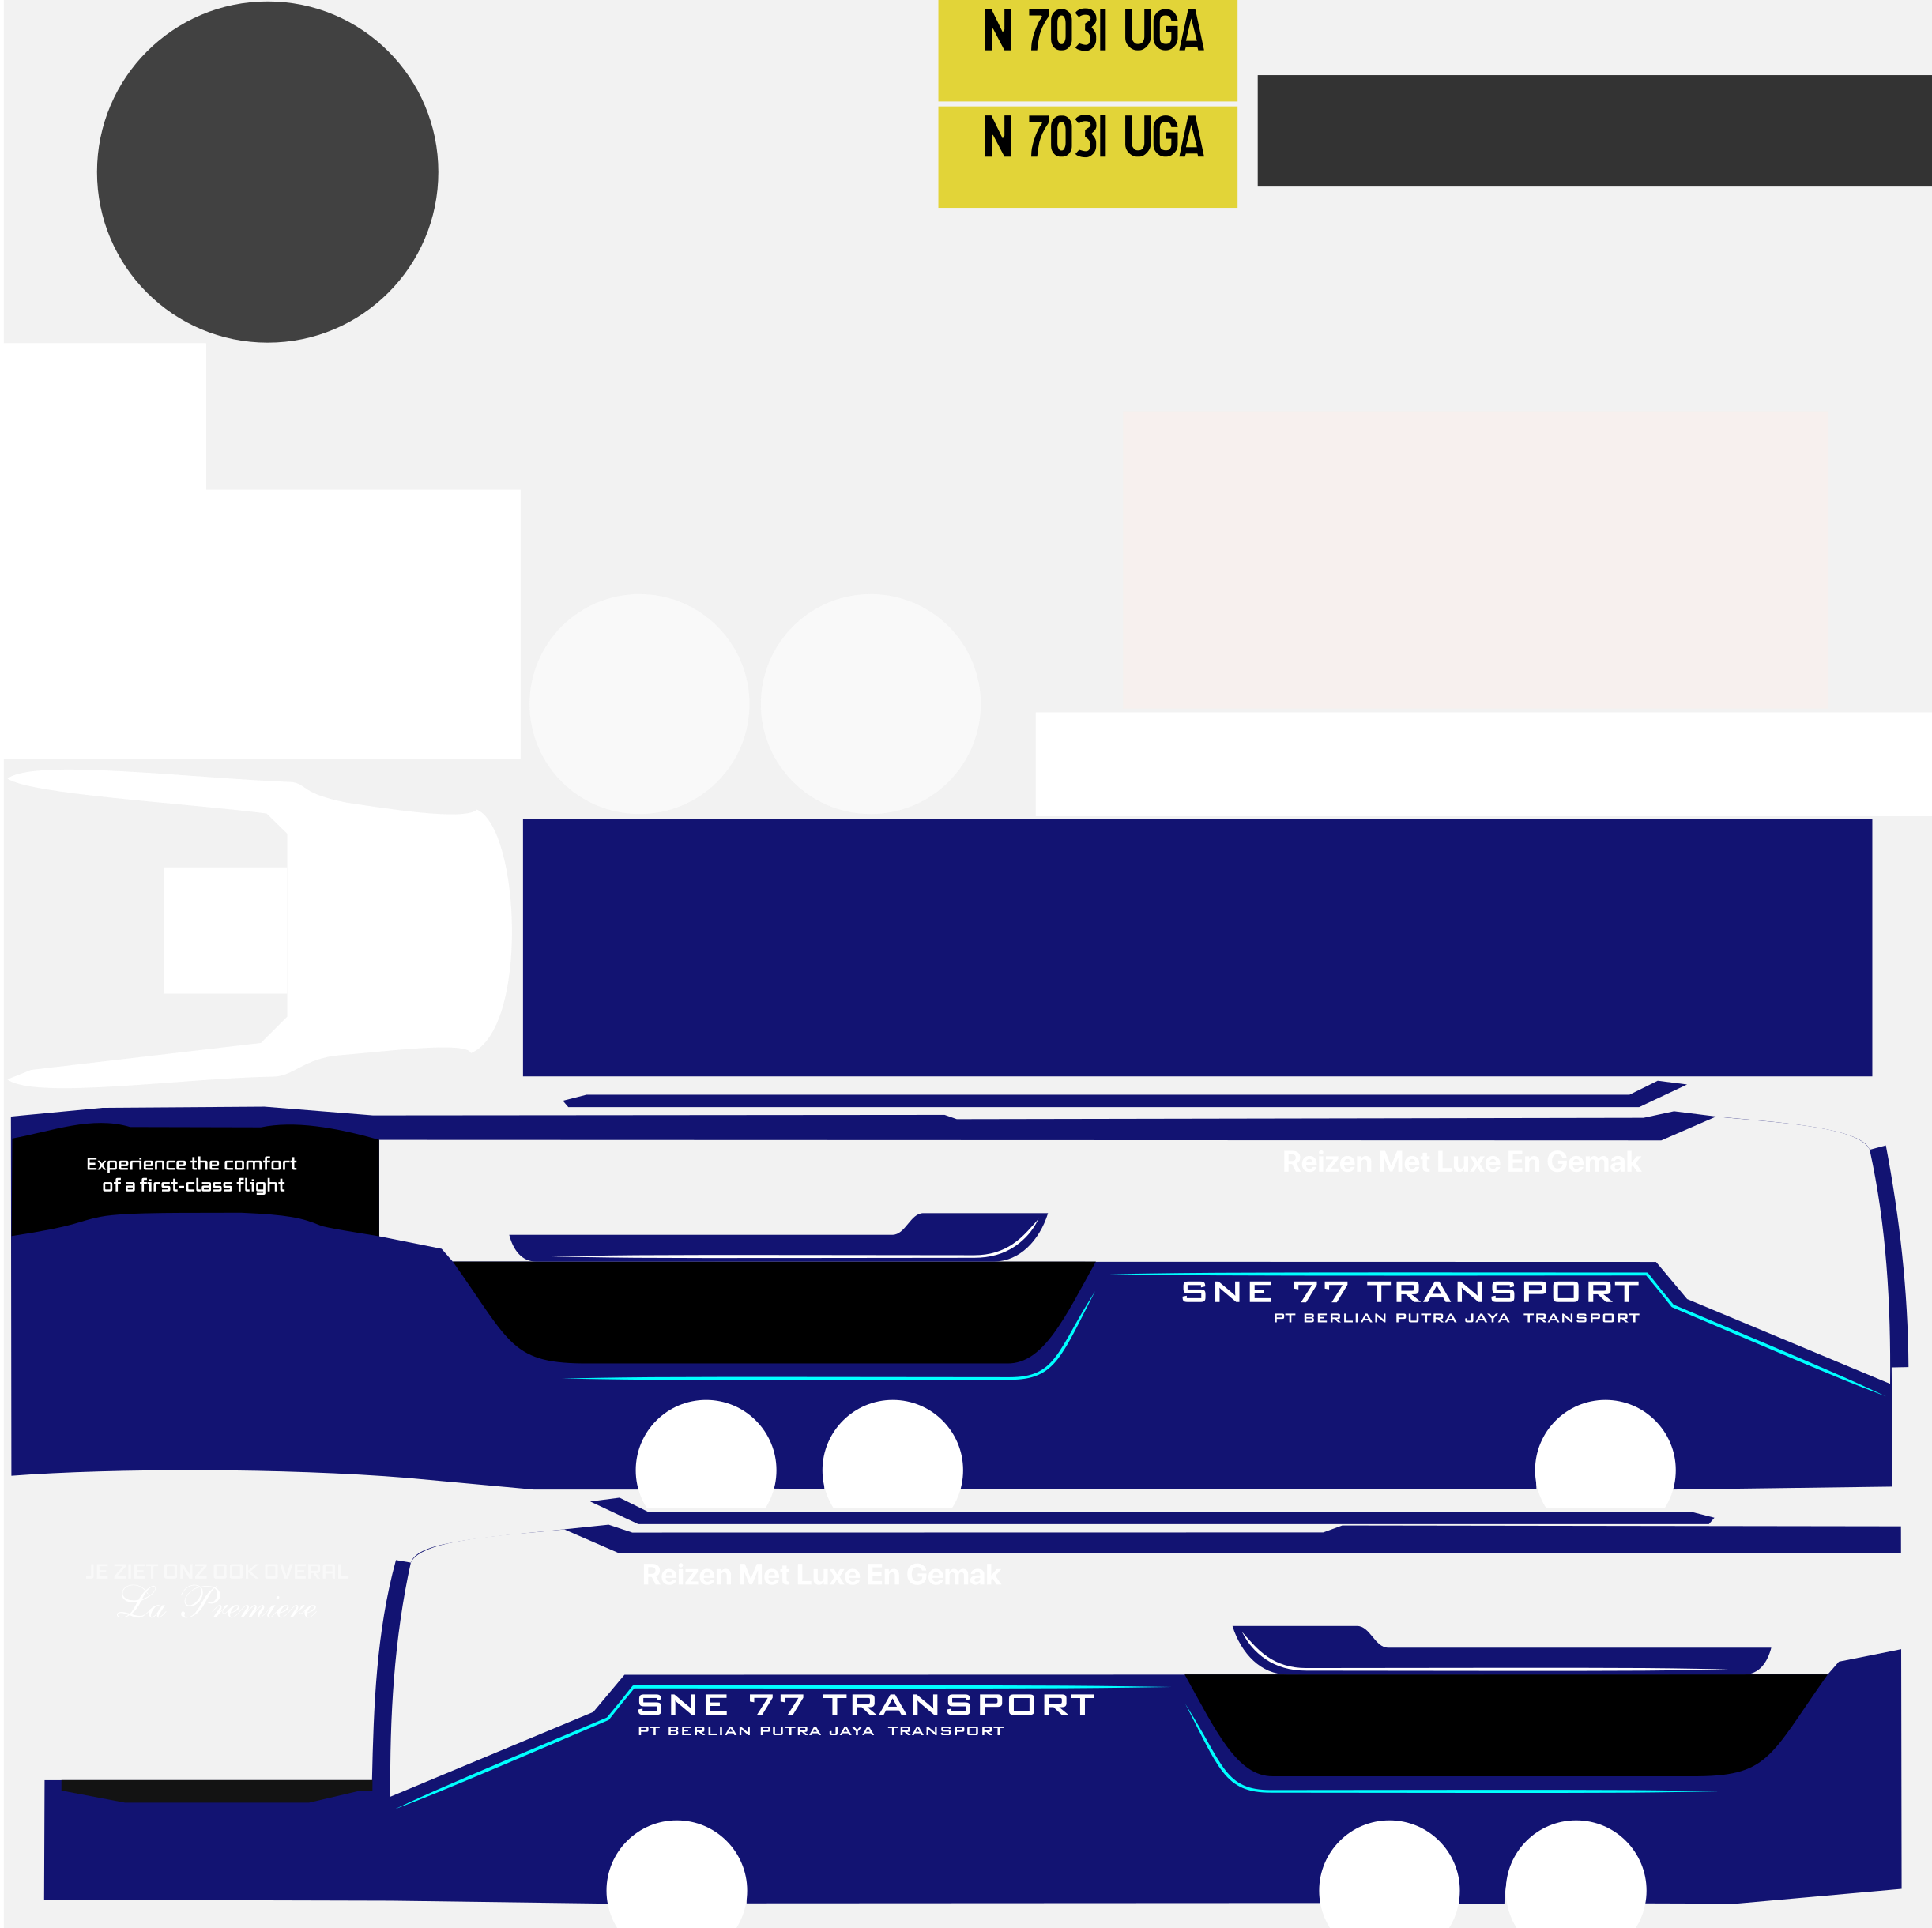 N 7031 UGA
N 7031 UGA
Experience the comfort
of a first-class flight
Reizen Met Luxe En Gemak
SNE 77 TRANSPORT
PT BERLIAN PUTRA JAYA TRANSPORT
Reizen Met Luxe En Gemak
JE ZIET ONZ OOK OVERAL
La Premiere
SNE 77 TRANSPORT
PT BERLIAN PUTRA JAYA TRANSPORT